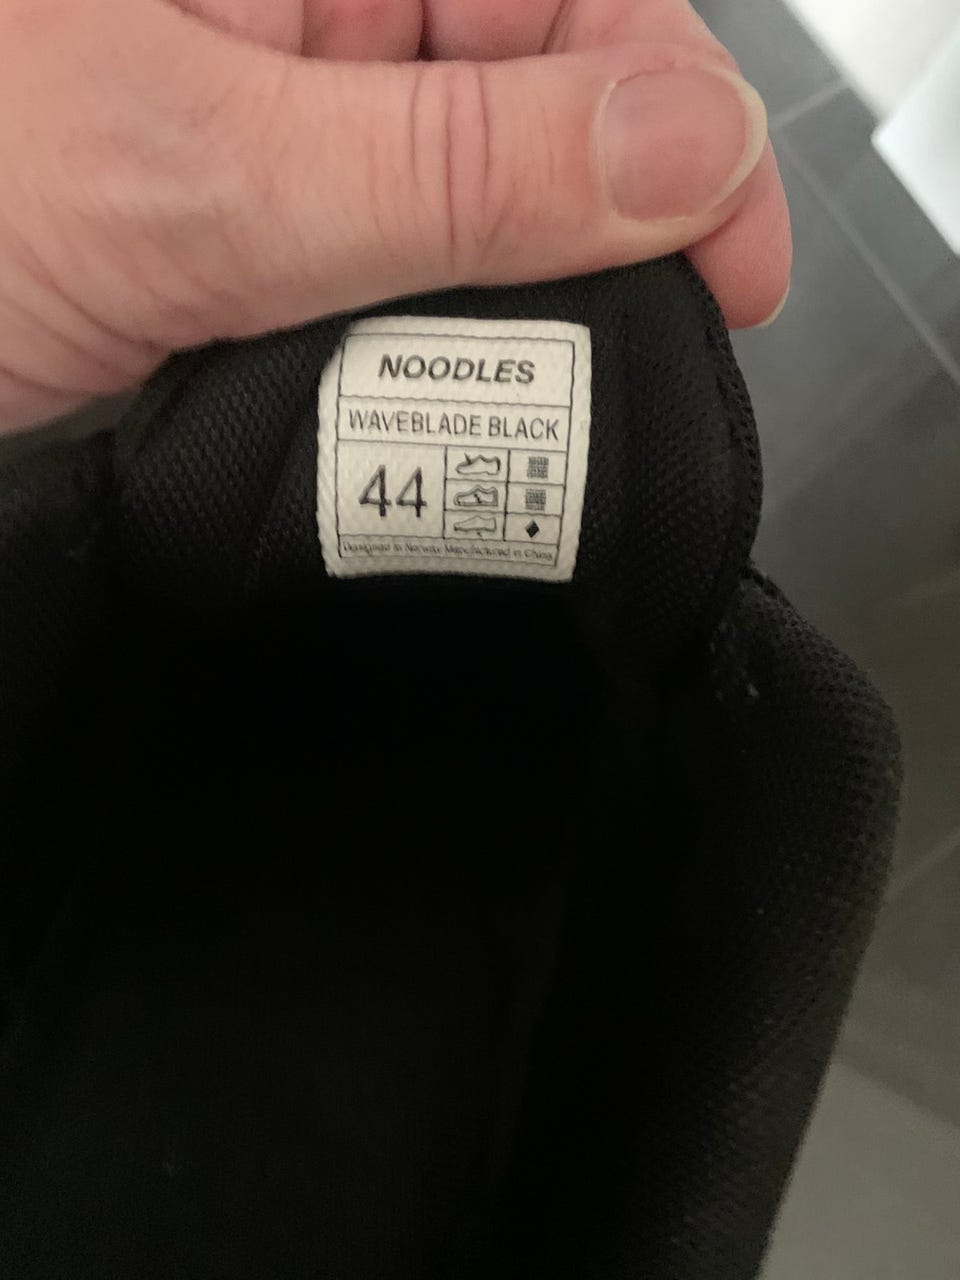 NOODLES
WAVEBLADE BLACK
44
Designed in Norway Manufactured in China